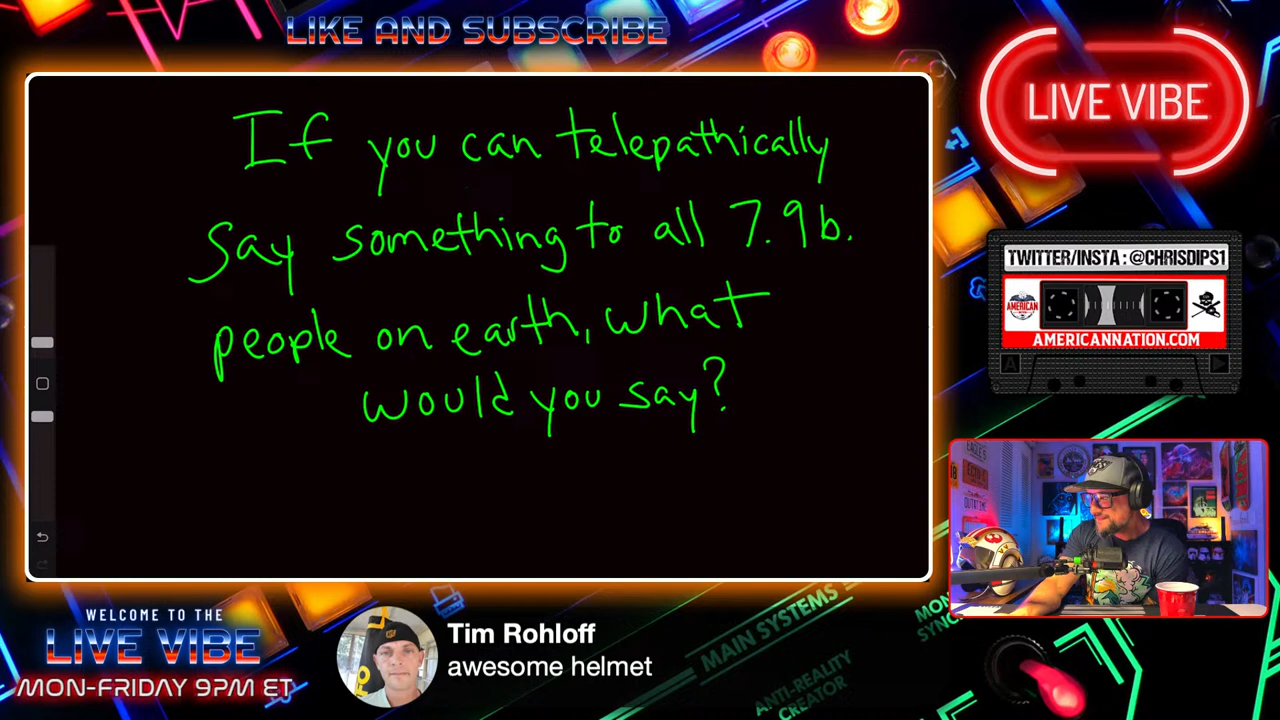 LIKE AND SUBSCRIBE
LIVE VIBE
If you can telepathically
say something to all 7.9b.
people on earth, what
would you say?
TWITTER/INSTA : @CHRISDIPS1
AMERICAN
AMERICANNATION.COM
A
WELCOME TO THE
LIVE VIBE
MON-FRIDAY 9PM ET
Tim Rohloff
awesome helmet
MAIN SYSTEMS
ANTI-REALITY
CREATOR